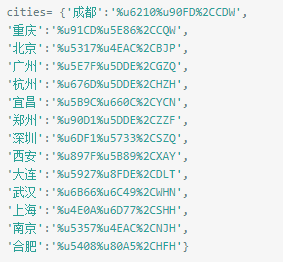 cities= {'成都':'%u6210%u90FD%2CCDW',
'重庆':'%u91CD%u5E86%2CCQW',
'北京':'%u5317%u4EAC%2CBJP',
'广州':'%u5E7F%u5DDE%2CGZQ',
'杭州':'%u676D%u5DDE%2CHZH',
'宜昌':'%u5B9C%u660C%2CYCN',
'郑州':'%u90D1%u5DDE%2CZZF',
'深圳':'%u6DF1%u5733%2CSZQ',
'西安':'%u897F%u5B89%2CXAY',
'大连':'%u5927%u8FDE%2CDLT',
'武汉':'%u6B66%u6C49%2CWHN',
'上海':'%u4E0A%u6D77%2CSHH',
'南京':'%u5357%u4EAC%2CNJH',
'合肥':'%u5408%u80A5%2CHFH'}